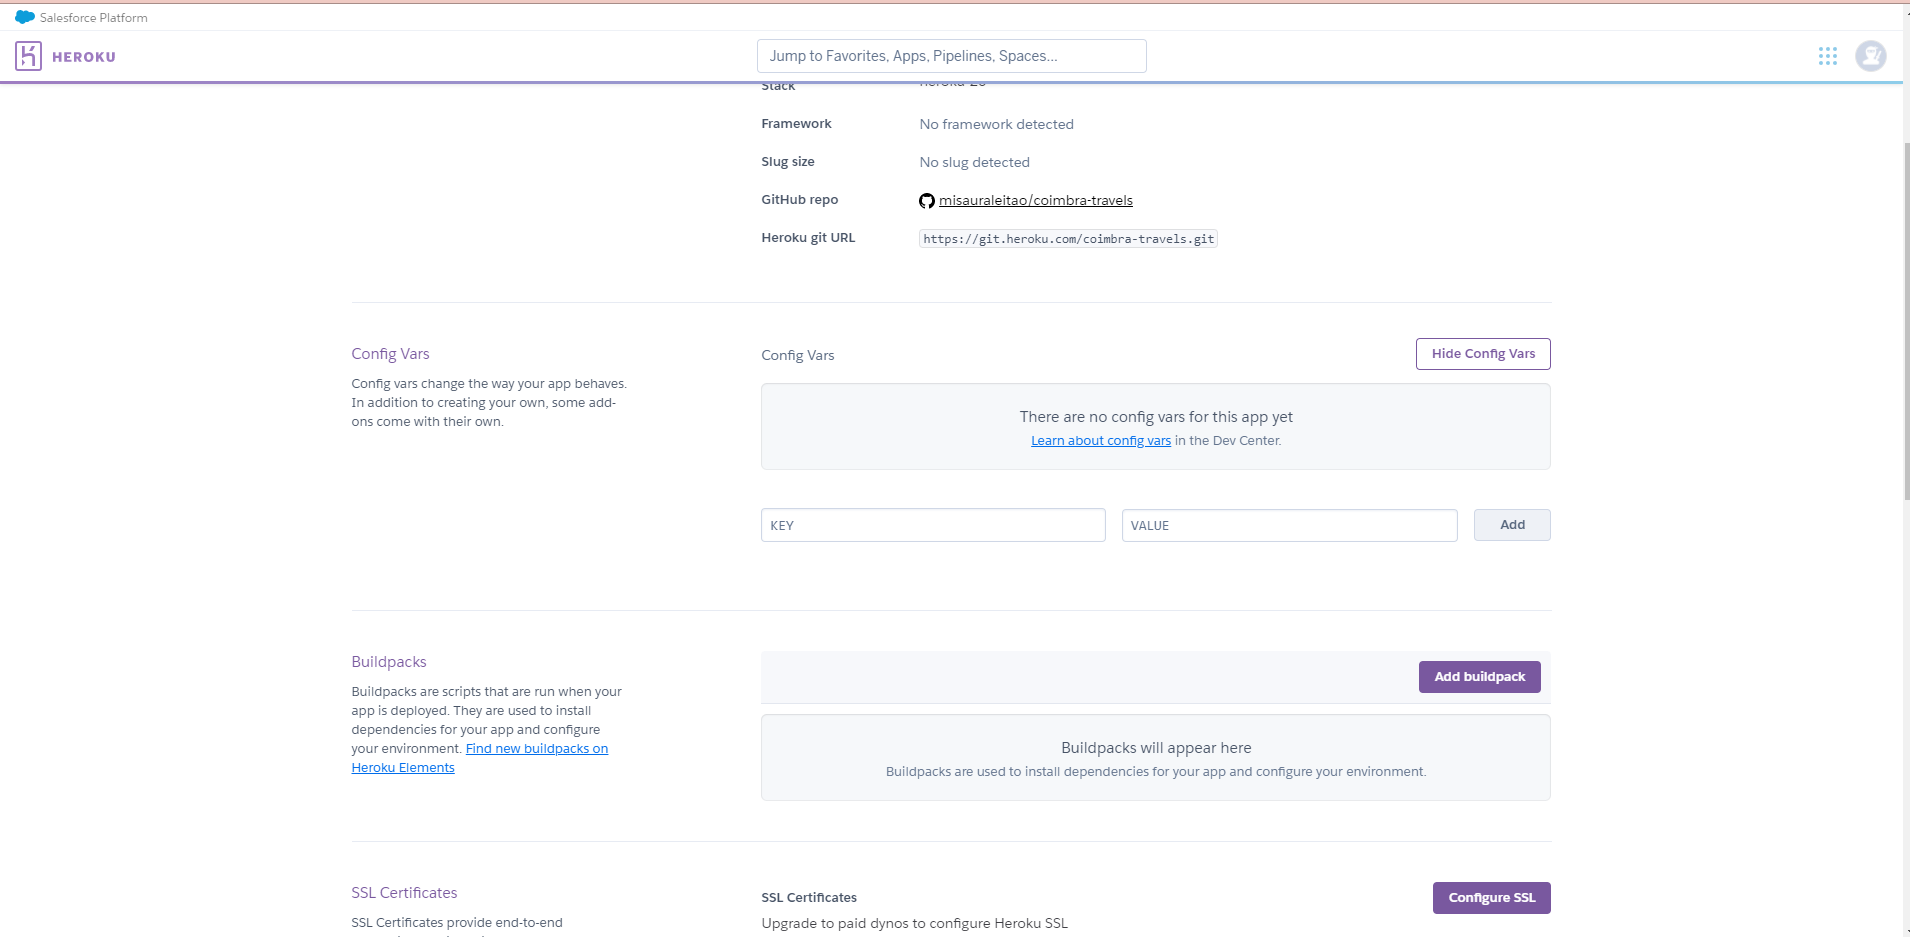 Salesforce Platform
HEROKU
Jump to Favorites, Apps, Pipelines, Spaces...
Stack
Framework No framework detected
Slug size No slug detected
GitHub repo misauraleitao/coimbra-travels
Heroku git URL https://git.heroku.com/coimbra-travels.git
Config Vars
Config vars change the way your app behaves.
In addition to creating your own, some add-
ons come with their own.
Config Vars Hide Config Vars
There are no config vars for this app yet
Learn about config vars in the Dev Center.
KEY VALUE Add
Buildpacks
Buildpacks are scripts that are run when your
app is deployed. They are used to install
dependencies for your app and configure
your environment. Find new buildpacks on
Heroku Elements
Add buildpack
Buildpacks will appear here
Buildpacks are used to install dependencies for your app and configure your environment.
SSL Certificates
SSL Certificates provide end-to-end
SSL Certificates Configure SSL
Upgrade to paid dynos to configure Heroku SSL